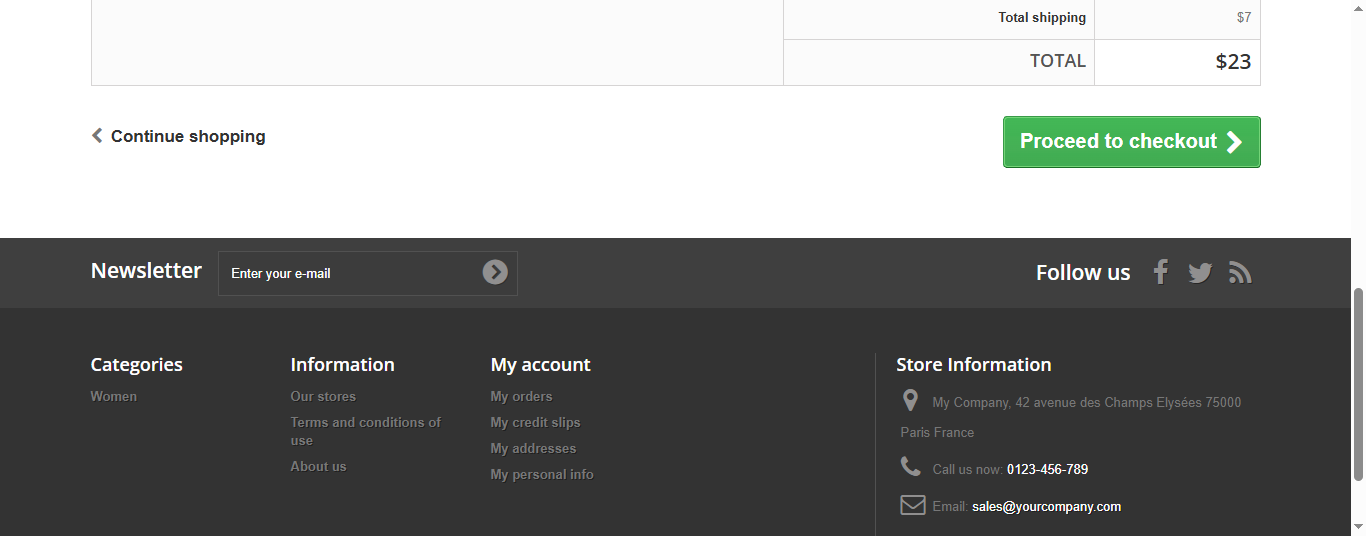 Total shipping $7
TOTAL $23
Continue shopping
Proceed to checkout
Newsletter Enter your e-mail Follow us
Categories
Women
Information
Our stores
Terms and conditions of
use
About us
My account
My orders
My credit slips
My addresses
My personal info
Store Information
My Company, 42 avenue des Champs Elysées 75000
Paris France
Call us now: 0123-456-789
Email: sales@yourcompany.com